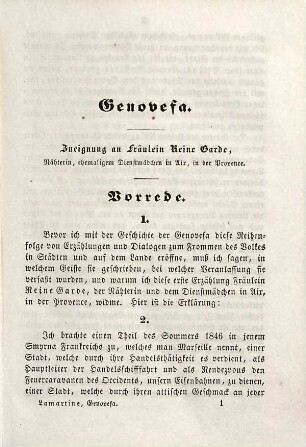 Genovefa.
Zueignung an Fräulein Reine Garde,
Nähterin, ehemaligem Dienstmädchen in Aix, in der Provence.
Vorrede.
1.
Bevor ich mit der Geschichte der Genovefa diese Reihen-
folge von Erzählungen und Dialogen zum Frommen des Volkes
in Städten und auf dem Lande eröffne, muß ich sagen, in
welchem Geiste sie geschrieben, bei welcher Veranlassung sie
verfaßt wurden, und warum ich diese erste Erzählung Fräulein
Reine Garde, der Nähterin und dem Dienstmädchen in Aix,
in der Provence, widme. Hier ist die Erklärung:
2.
Ich brachte einen Theil des Sommers 1846 in jenem
Smyrna Frankreichs zu, welches man Marseille nennt, einer
Stadt, welche durch ihre Handelsthätigkeit es verdient, als
Hauptleiter der Handelsschifffahrt und als Rendezvous den
Feuercaravanen des Occidents, unsern Eisenbahnen, zu dienen,
einer Stadt, welche durch ihren attischen Geschmack an jeder
Lamartine, Genovefa. 1